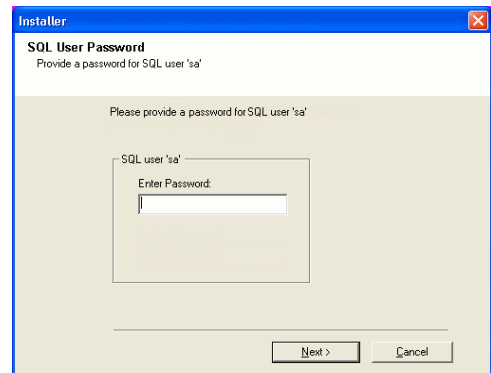 Installer
SQL User Password
Provide a password for SQL user 'sa'
Please provide a password for SQL user 'sa'
SQL user 'sa'
Enter Password:
Next >
Cancel